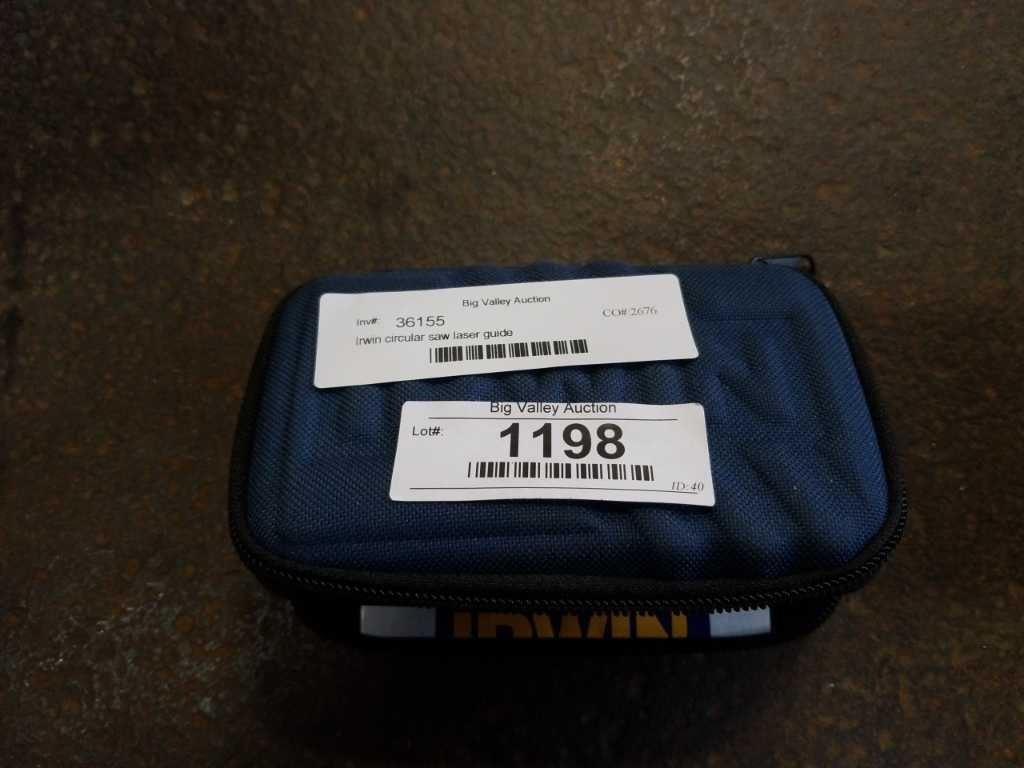 Big Valley Auction
Inv#: 36155
CO# 2676
Irwin circular saw laser guide
Big Valley Auction
Lot#: 1198
ID: 40
IRWIN